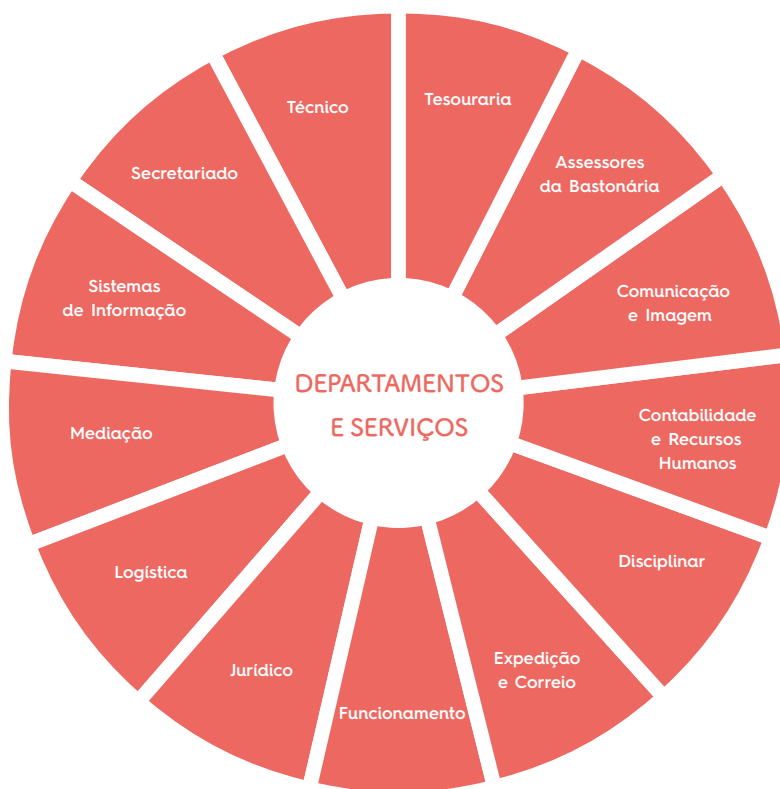 Técnico
Tesouraria
Assessores
da Bastonária
Comunicação
e Imagem
Contabilidade
e Recursos
Humanos
Disciplinar
Expedição
e Correio
Funcionamento
Jurídico
Logística
Mediação
Sistemas
de Informação
Secretariado
DEPARTAMENTOS
E SERVIÇOS